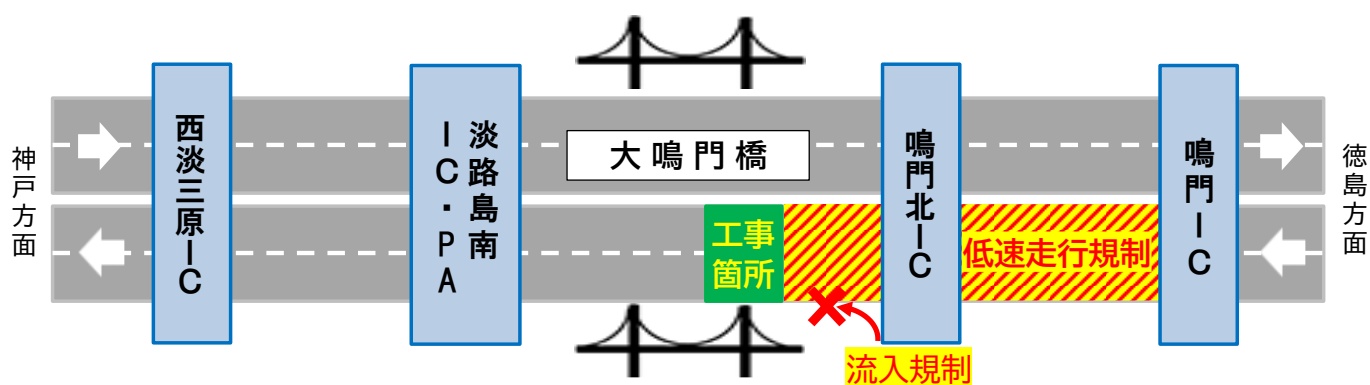 神戸方面
西淡三原IC
淡路島南
IC・PA
大鳴門橋
鳴門北IC
鳴門IC
徳島方面
工事
箇所
低速走行規制
流入規制